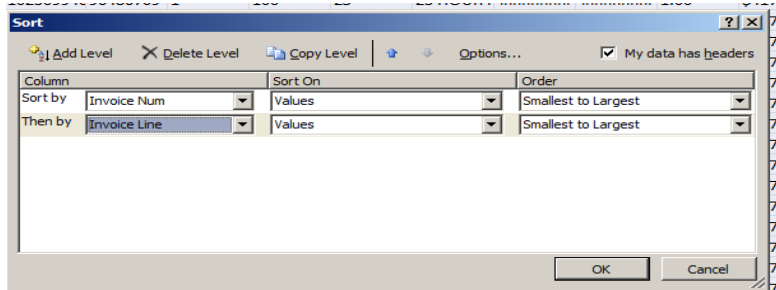 Sort
Add Level Delete Level Copy Level Options... My data has headers
Column Sort On Order
Sort by Invoice Num Values Smallest to Largest
Then by Invoice Line Values Smallest to Largest
OK Cancel